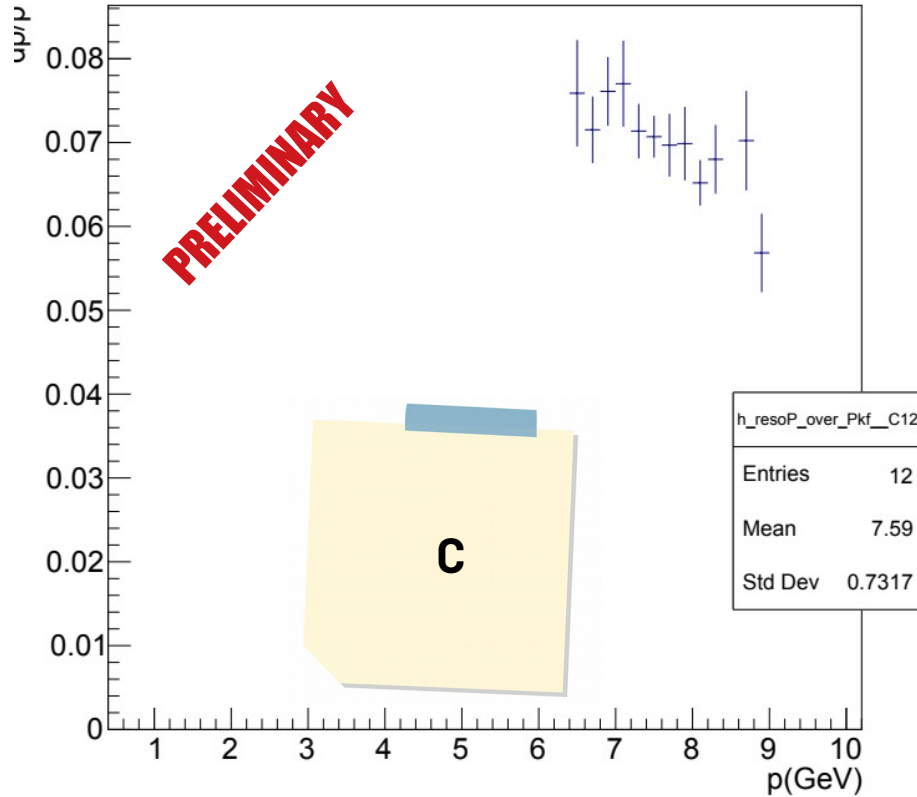 dp/p
0.08
0.07
0.06
0.05
0.04
0.03
0.02
0.01
0
PRELIMINARY
C
h_resoP_over_Pkf__C12
Entries 12
Mean 7.59
Std Dev 0.7317
1 2 3 4 5 6 7 8 9 10
p(GeV)